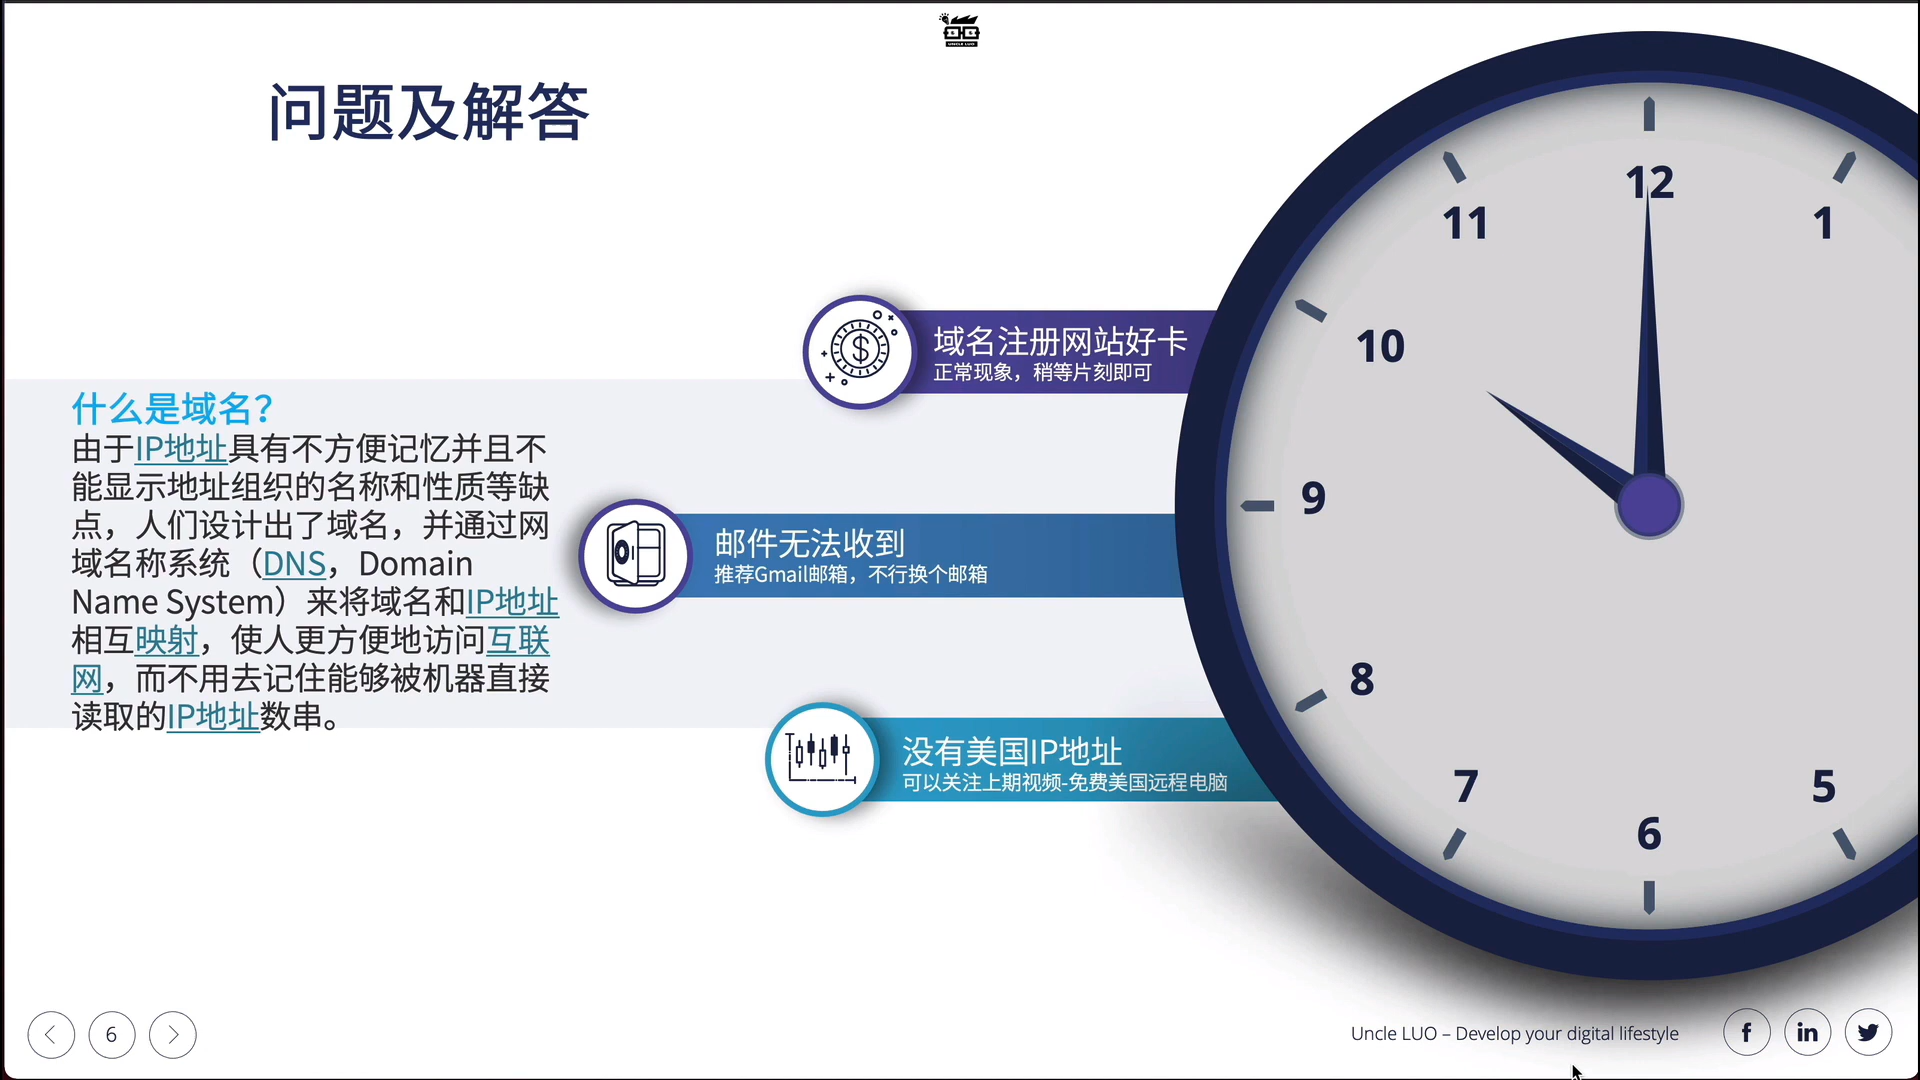 UNCLE LUO
问题及解答
域名注册网站好卡
正常现象，稍等片刻即可
什么是域名？
由于IP地址具有不方便记忆并且不
能显示地址组织的名称和性质等缺
点，人们设计出了域名，并通过网
域名称系统（DNS，Domain
Name System）来将域名和IP地址
相互映射，使人更方便地访问互联
网，而不用去记住能够被机器直接
读取的IP地址数串。
邮件无法收到
推荐Gmail邮箱，不行换个邮箱
没有美国IP地址
可以关注上期视频-免费美国远程电脑
12
11
1
10
9
8
7
5
6
6
Uncle LUO – Develop your digital lifestyle